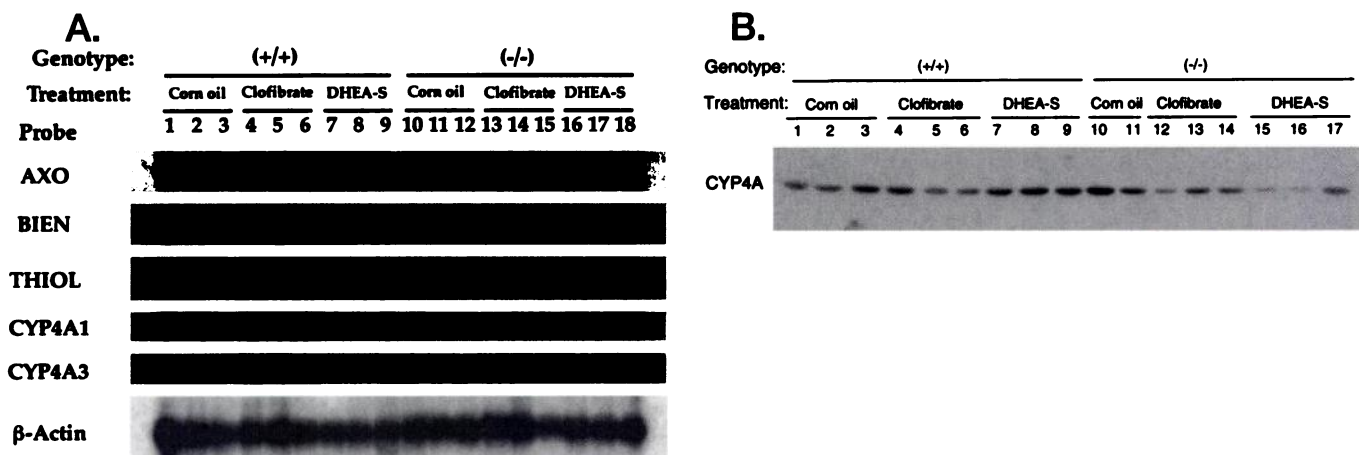 A.
Genotype: (+/+) (-/-)
Treatment: Corn oil Clofibrate DHEA-S Corn oil Clofibrate DHEA-S
Probe 1 2 3 4 5 6 7 8 9 10 11 12 13 14 15 16 17 18
AXO
BIEN
THIOL
CYP4A1
CYP4A3
β-Actin
B.
Genotype: (+/+) (-/-)
Treatment: Corn oil Clofibrate DHEA-S Corn oil Clofibrate DHEA-S
1 2 3 4 5 6 7 8 9 10 11 12 13 14 15 16 17
CYP4A